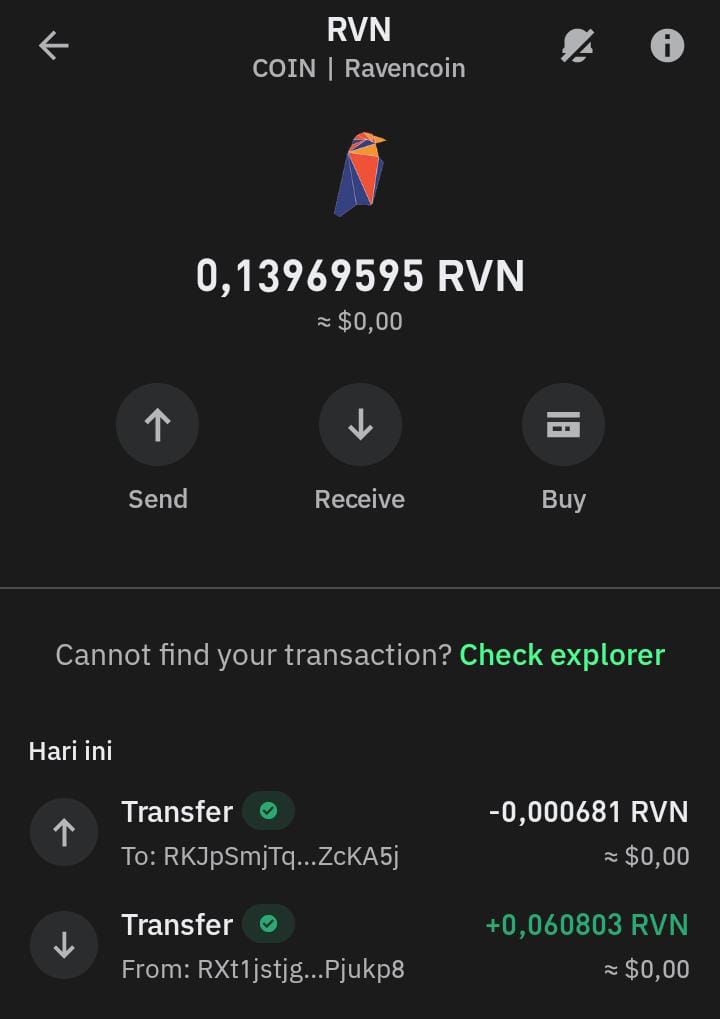 RVN
COIN | Ravencoin
0,13969595 RVN
≈ $0,00
Send
Receive
Buy
Cannot find your transaction? Check explorer
Hari ini
Transfer
-0,000681 RVN
To: RKJpSmjTq...ZcKA5j
≈ $0,00
Transfer
+0,060803 RVN
From: RXt1jstjg...Pjukp8
≈ $0,00